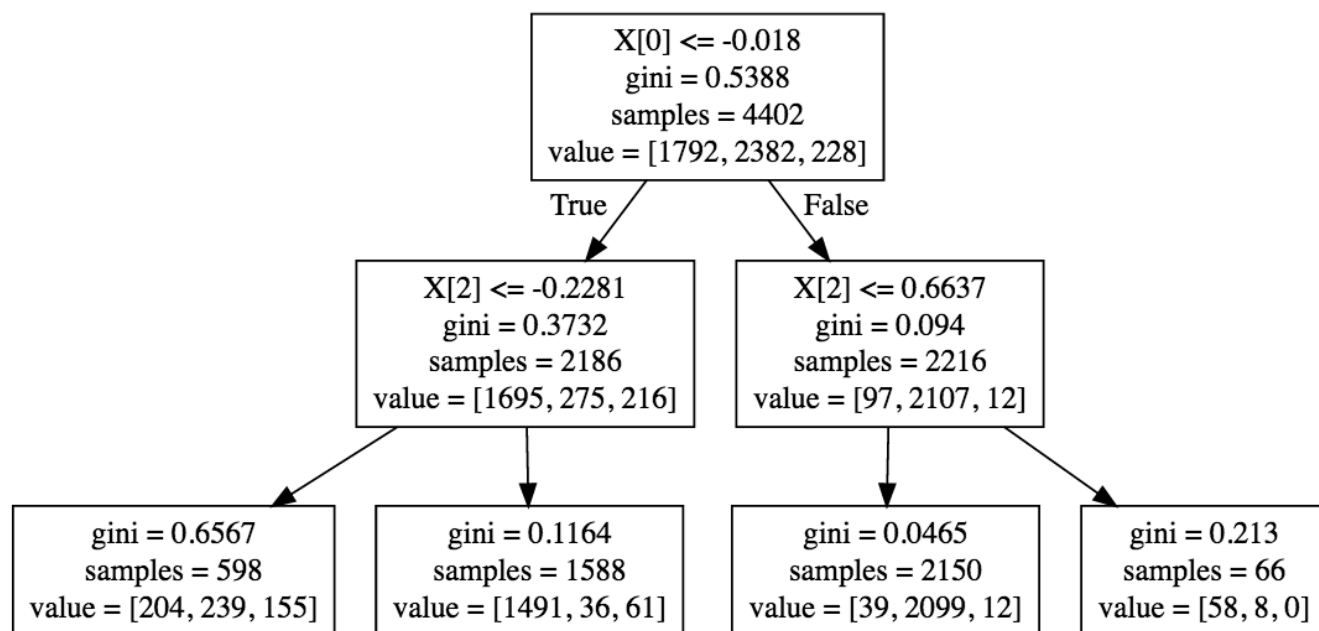 X[0] <= -0.018
gini = 0.5388
samples = 4402
value = [1792, 2382, 228]
True
False
X[2] <= -0.2281
gini = 0.3732
samples = 2186
value = [1695, 275, 216]
X[2] <= 0.6637
gini = 0.094
samples = 2216
value = [97, 2107, 12]
gini = 0.6567
samples = 598
value = [204, 239, 155]
gini = 0.1164
samples = 1588
value = [1491, 36, 61]
gini = 0.0465
samples = 2150
value = [39, 2099, 12]
gini = 0.213
samples = 66
value = [58, 8, 0]